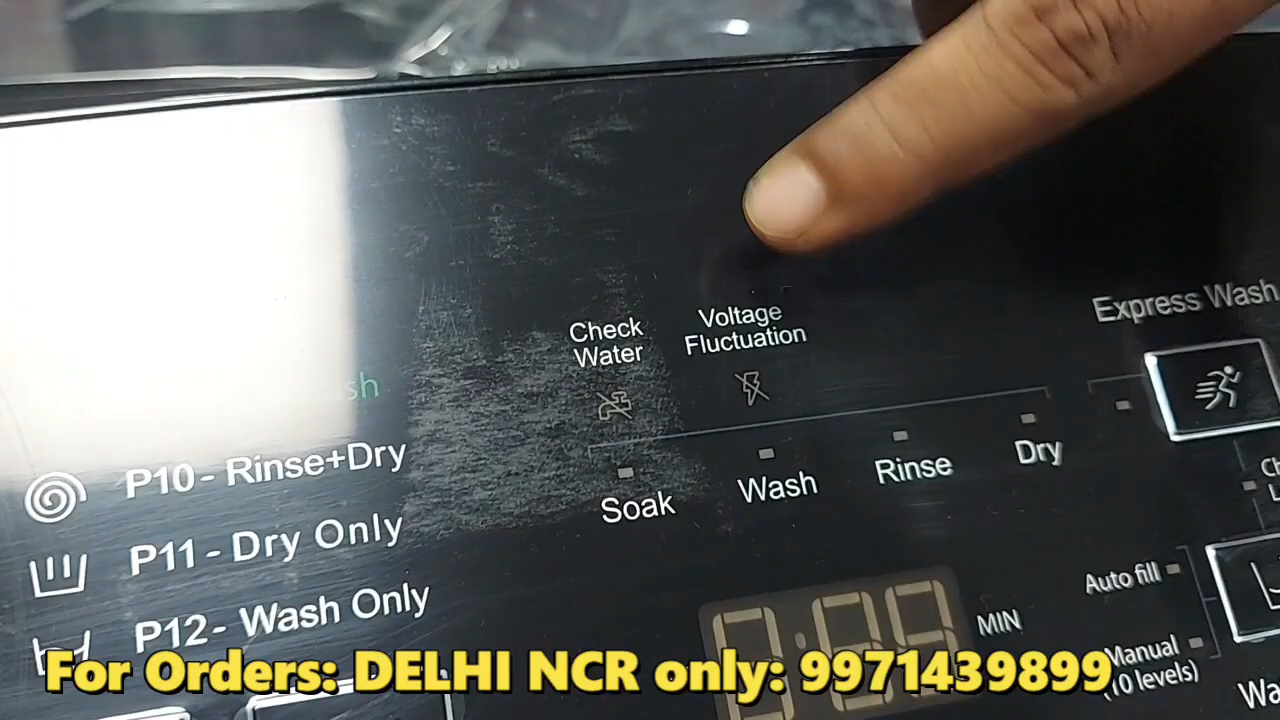 Check
Water
Voltage
Fluctuation
Express Wash
P10 - Rinse+Dry
P11 - Dry Only
P12 - Wash Only
Soak
Wash
Rinse
Dry
MIN
Auto fill
Manual
(10 levels)
For Orders: DELHI NCR only: 9971439899